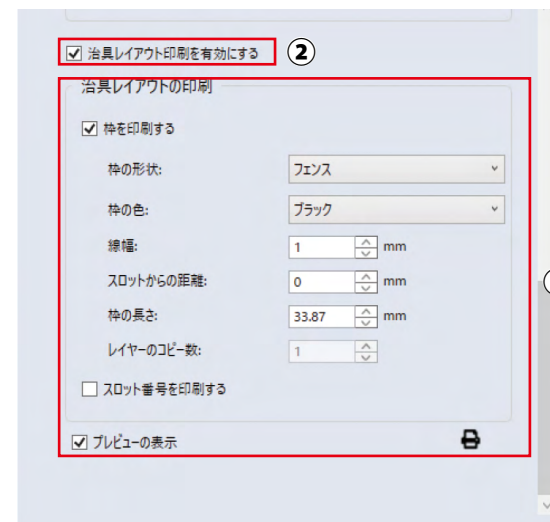 治具レイアウト印刷を有効にする ②
治具レイアウトの印刷
枠を印刷する
枠の形状: フェンス
枠の色: ブラック
線幅: 1 mm
スロットからの距離: 0 mm
枠の長さ: 33.87 mm
レイヤーのコピー数: 1
スロット番号を印刷する
プレビューの表示